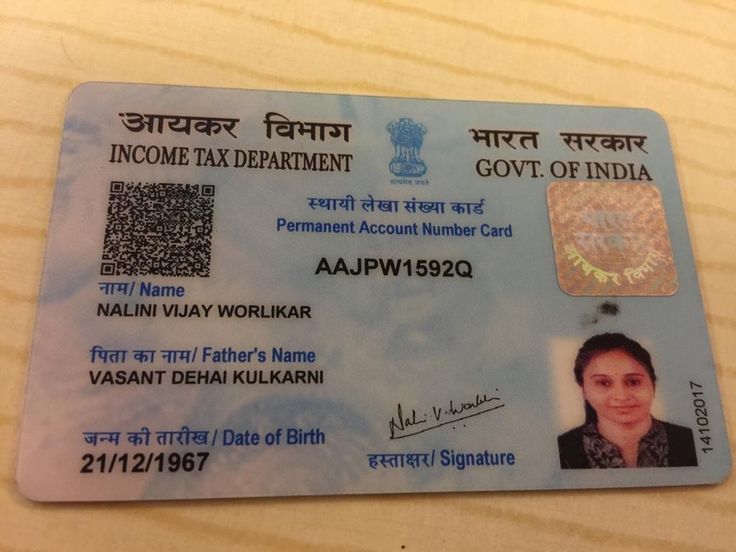 आयकर विभाग
INCOME TAX DEPARTMENT
सत्यमेव जयते
भारत सरकार
GOVT. OF INDIA
स्थायी लेखा संख्या कार्ड
Permanent Account Number Card
AAJPW1592Q
भारत सरकार
आयकर विभाग
नाम/ Name
NALINI VIJAY WORLIKAR
पिता का नाम/ Father's Name
VASANT DEHAI KULKARNI
जन्म की तारीख/ Date of Birth
21/12/1967
हस्ताक्षर/ Signature
14102017